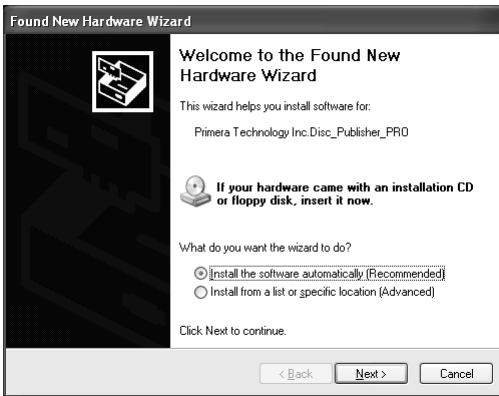 Found New Hardware Wizard
Welcome to the Found New
Hardware Wizard
This wizard helps you install software for:
Primera Technology Inc.Disc_Publisher_PRO
If your hardware came with an installation CD
or floppy disk, insert it now.
What do you want the wizard to do?
Install the software automatically (Recommended)
Install from a list or specific location (Advanced)
Click Next to continue.
< Back Next > Cancel